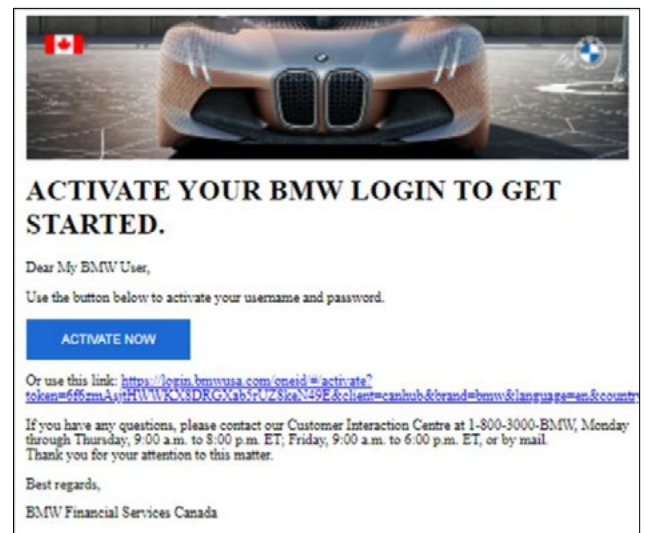 ACTIVATE YOUR BMW LOGIN TO GET
STARTED.
Dear My BMW User,
Use the button below to activate your username and password.
ACTIVATE NOW
Or use this link: https://login.bmwusa.com/oneid/#/activate?
token=6f6zmAsjtHWWKX8DRGXab5rUZ8keN49E&client=canhub&brand=bmw&language=en&country
If you have any questions, please contact our Customer Interaction Centre at 1-800-3000-BMW, Monday
through Thursday, 9:00 a.m. to 8:00 p.m. ET; Friday, 9:00 a.m. to 6:00 p.m. ET, or by mail.
Thank you for your attention to this matter.
Best regards,
BMW Financial Services Canada